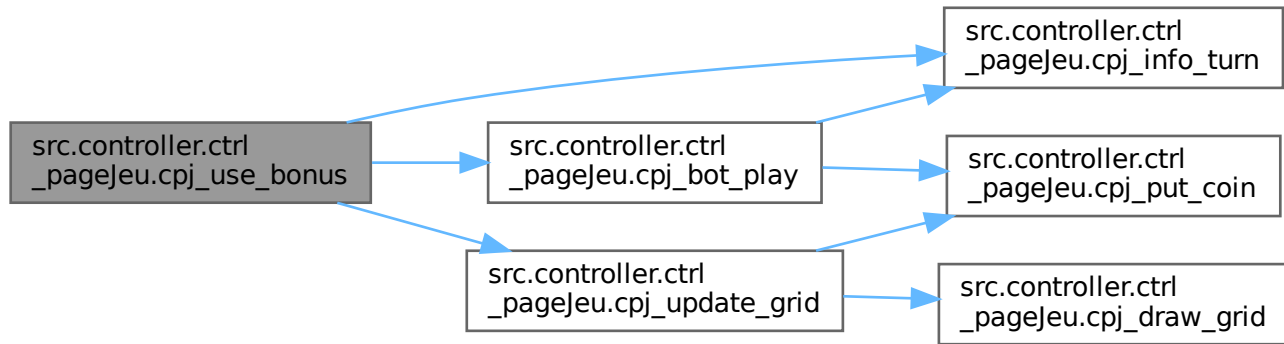 src.controller.ctrl
_pageJeu.cpj_use_bonus
src.controller.ctrl
_pageJeu.cpj_bot_play
src.controller.ctrl
_pageJeu.cpj_update_grid
src.controller.ctrl
_pageJeu.cpj_info_turn
src.controller.ctrl
_pageJeu.cpj_put_coin
src.controller.ctrl
_pageJeu.cpj_draw_grid